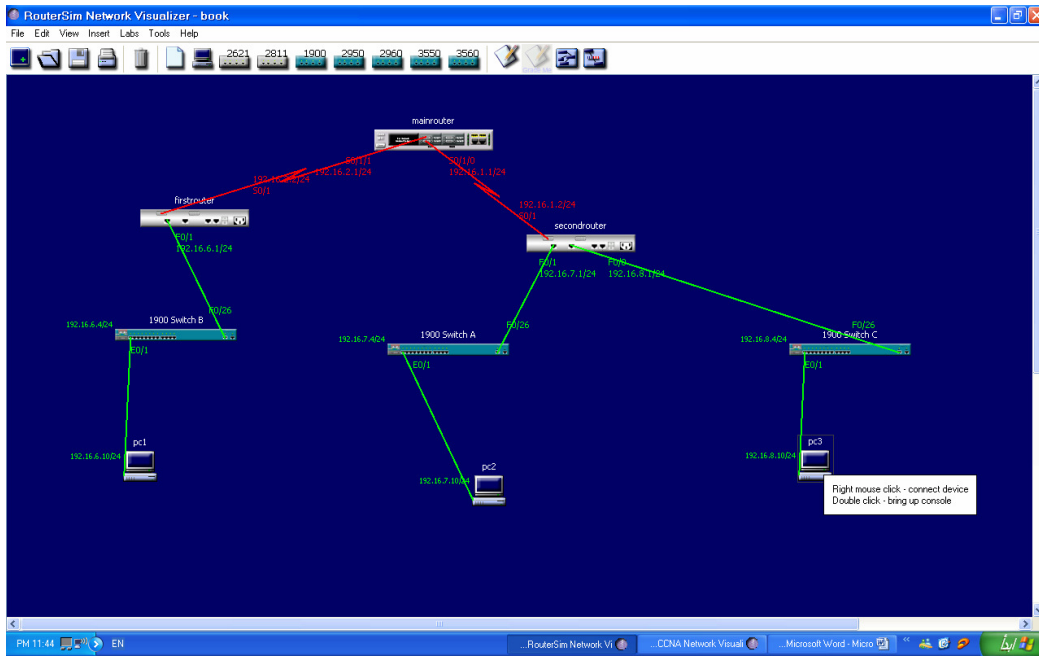 RouterSim Network Visualizer - book
File Edit View Insert Labs Tools Help
2621 2811 1900 2950 2960 3550 3560
mainrouter
S0/1/0
192.16.2.1/24
192.16.1.1/24
S0/1
firstrouter
192.16.1.2/24
S0/1
secondrouter
192.16.6.1/24
F0/0
192.16.7.1/24 192.16.8.1/24
F0/26
1900 Switch B
192.16.6.4/24
E0/1
F0/26
1900 Switch A
192.16.7.4/24
E0/1
F0/26
1900 Switch C
192.16.8.4/24
E0/1
pc1
192.16.6.10/24
pc2
192.16.7.10/24
pc3
192.16.8.10/24
Right mouse click - connect device
Double click - bring up console
PM 11:44 EN ...RouterSim Network Vi ...CCNA Network Visuali ...Microsoft Word - Micro ابدأ